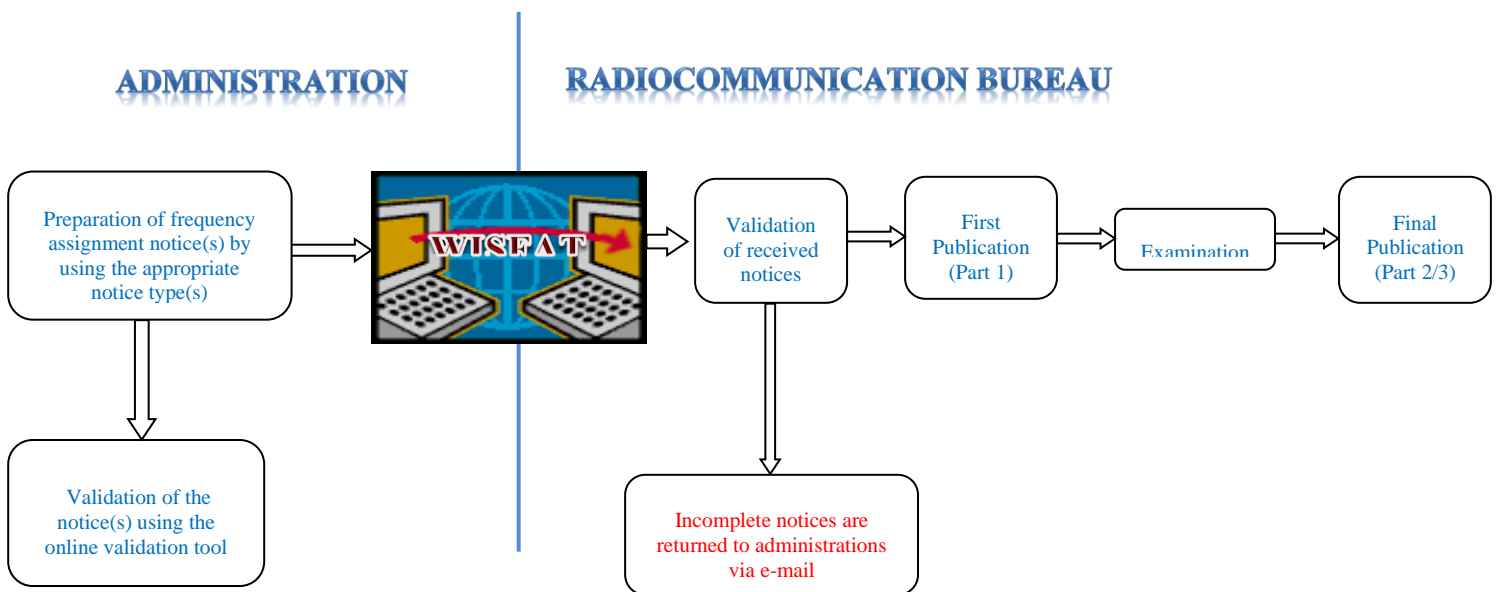 ADMINISTRATION
RADIOCOMMUNICATION BUREAU
Preparation of frequency
assignment notice(s) by
using the appropriate
notice type(s)
WISFAT
Validation
of received
notices
First
Publication
(Part 1)
Examination
Final
Publication
(Part 2/3)
Validation of the
notice(s) using the
online validation tool
Incomplete notices are
returned to administrations
via e-mail